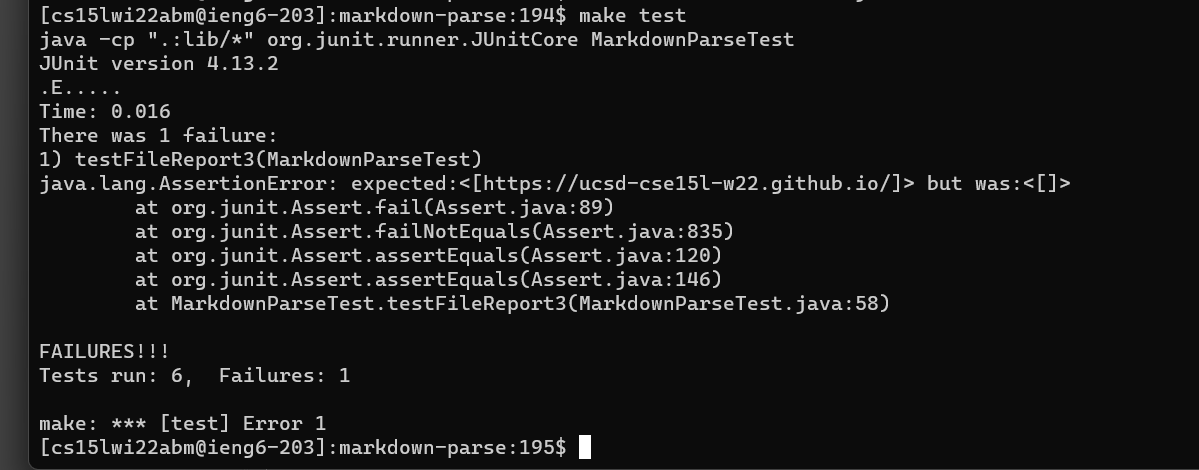 [cs15lwi22abm@ieng6-203]:markdown-parse:194$ make test
java -cp ".:lib/*" org.junit.runner.JUnitCore MarkdownParseTest
JUnit version 4.13.2
.E.....
Time: 0.016
There was 1 failure:
1) testFileReport3(MarkdownParseTest)
java.lang.AssertionError: expected:<[https://ucsd-cse15l-w22.github.io/]> but was:<[]>
        at org.junit.Assert.fail(Assert.java:89)
        at org.junit.Assert.failNotEquals(Assert.java:835)
        at org.junit.Assert.assertEquals(Assert.java:120)
        at org.junit.Assert.assertEquals(Assert.java:146)
        at MarkdownParseTest.testFileReport3(MarkdownParseTest.java:58)

FAILURES!!!
Tests run: 6,  Failures: 1

make: *** [test] Error 1
[cs15lwi22abm@ieng6-203]:markdown-parse:195$